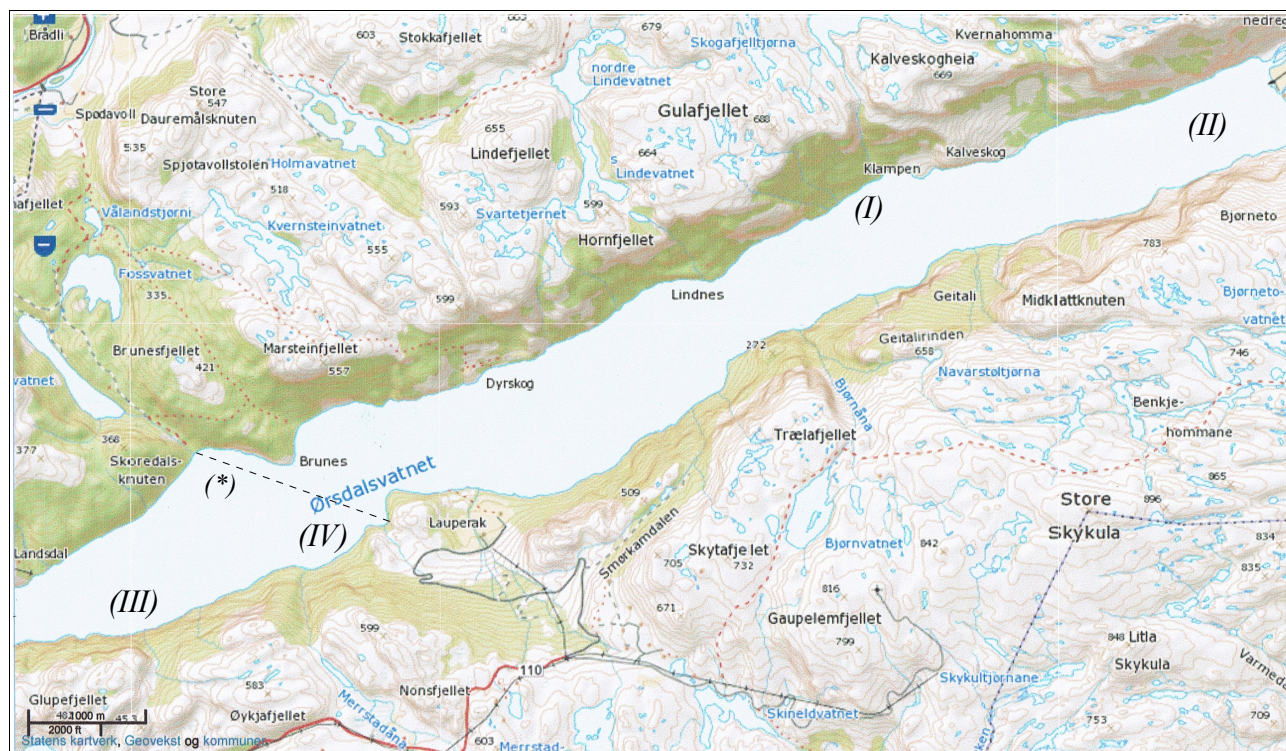 Brådli
603
Stokkafjellet
603
679
Skogafjelltjørna
Kvernahomma
nedre
Kalveskogheia
669
nordre
Lindevatnet
Store
547
Dauremålsknuten
Spødavoll
535
Gulafjellet
688
(II)
655
Lindefjellet
Spjøtavollstolen
Holmavatnet
518
s
664
Lindevatnet
Klampen
Kalveskog
afjellet
Vålandstjørni
Kvernsteinvatnet
593
Svartetjernet
599
(I)
Bjørneto
555
Hornfjellet
783
Fossvatnet
335
599
Lindnes
Geitali
Midklattknuten
Bjørneto-
vatnet
Brunesfjellet
421
Marsteinfjellet
557
272
Geitalirinden
658
746
vatnet
Dyrskog
Navarstøltjørna
Bjørnåna
Benkje-
hommane
368
377
Skoredals-
knuten
Brunes
Trælafjellet
865
(*)
Ørsdalsvatnet
509
Store
Skykula
896
Lauperak
(IV)
Smørkamdalen
Skytafjellet
705
732
Bjørnvatnet
842
834
Landsdal
835
(III)
671
816
Gaupelemfjellet
799
599
848
Litla
Skykula
110
Varmeda
583
Nonsfjellet
Skykultjørnane
Glupefjellet
Øykjafjellet
Merrstadåna
Skineldvatnet
753
709
ken
1000 m
2000 ft
45.3
603
Merrstad-
Statens kartverk, Geovekst og kommuner